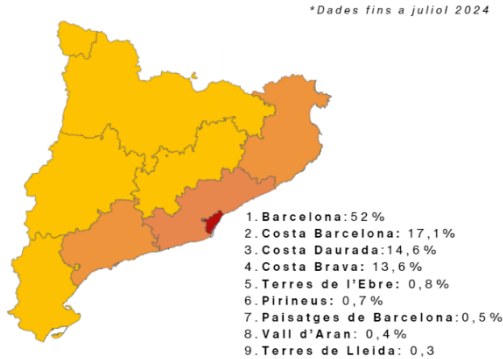 *Dades fins a juliol 2024
1. Barcelona: 52%
2. Costa Barcelona: 17,1%
3. Costa Daurada: 14,6%
4. Costa Brava: 13,6%
5. Terres de l'Ebre: 0,8%
6. Pirineus: 0,7%
7. Paisatges de Barcelona: 0,5%
8. Vall d'Aran: 0,4%
9. Terres de Lleida: 0,3